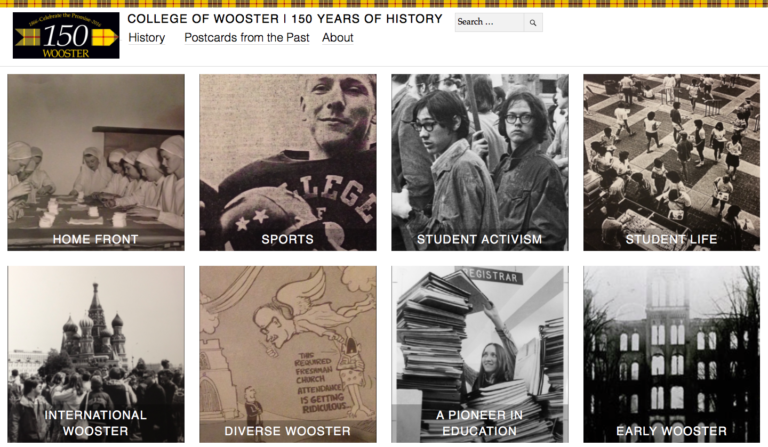 1866 Celebrate the Promise 2016
150
WOOSTER
COLLEGE OF WOOSTER | 150 YEARS OF HISTORY
Search ...
History
Postcards from the Past
About
HOME FRONT
LLEGE
F
SPORTS
STUDENT ACTIVISM
STUDENT LIFE
INTERNATIONAL
WOOSTER
THIS
REQUIRED
FRESHMAN
CHURCH
ATTENDANCE
IS GETTING
RIDICULOUS...
DIVERSE WOOSTER
REGISTRAR
A PIONEER IN
EDUCATION
EARLY WOOSTER